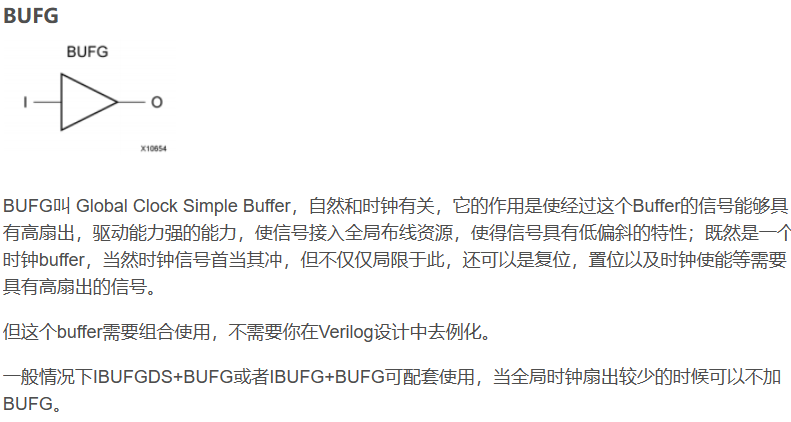 BUFG
BUFG
I
O
X10654
BUFG叫 Global Clock Simple Buffer，自然和时钟有关，它的作用是使经过这个Buffer的信号能够具
有高扇出，驱动能力强的能力，使信号接入全局布线资源，使得信号具有低偏斜的特性；既然是一个
时钟buffer，当然时钟信号首当其冲，但不仅仅局限于此，还可以是复位，置位以及时钟使能等需要
具有高扇出的信号。
但这个buffer需要组合使用，不需要你在Verilog设计中去例化。
一般情况下IBUFGDS+BUFG或者IBUFG+BUFG可配套使用，当全局时钟扇出较少的时候可以不加
BUFG。